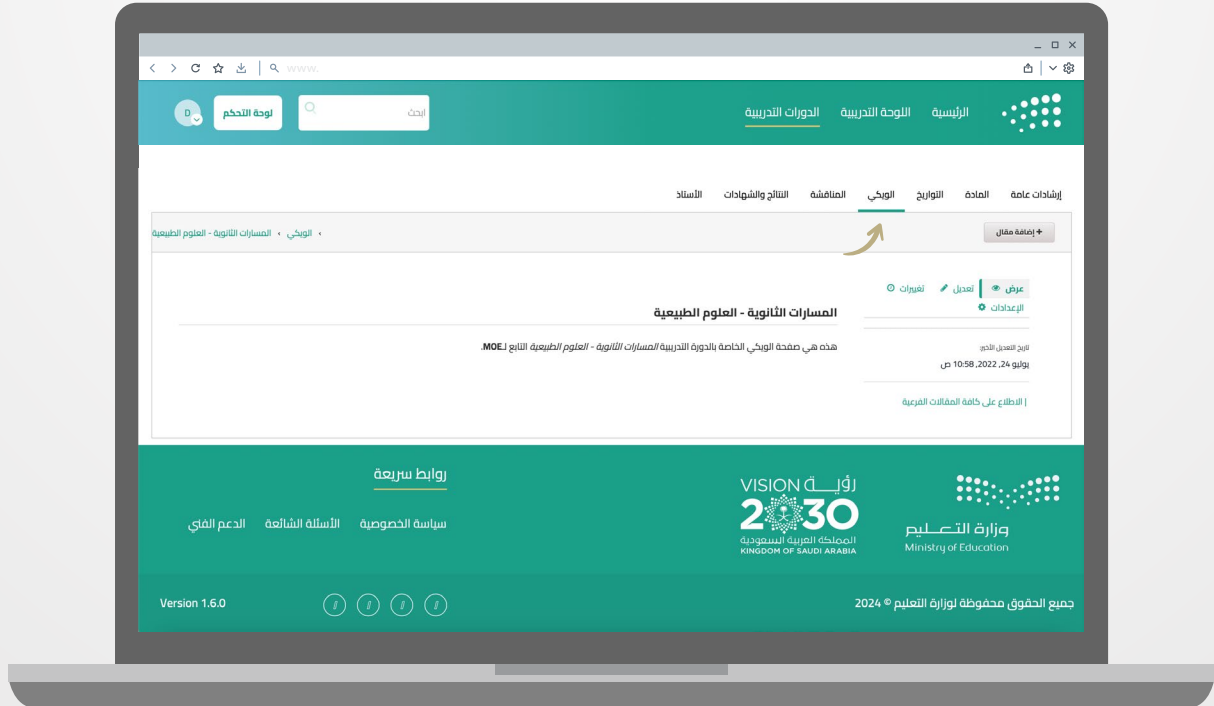 www.
الرئيسية اللوحة التدريبية الدورات التدريبية ابحث لوحة التحكم D
إرشادات عامة المادة التواريخ الويكي المناقشة النتائج والشهادات الأستاذ
+ إضافة مقال
› الويكي › المسارات الثانوية - العلوم الطبيعية
عرض تعديل تغييرات
الإعدادات
تاريخ التعديل الأخير:
يوليو 24, 2022, 10:58 ص
| الاطلاع على كافة المقالات الفرعية
المسارات الثانوية - العلوم الطبيعية
هذه هي صفحة الويكي الخاصة بالدورة التدريبية المسارات الثانوية - العلوم الطبيعية التابع لـMOE.
وزارة التعليم
Ministry of Education
VISION رؤية
2030
المملكة العربية السعودية
KINGDOM OF SAUDI ARABIA
روابط سريعة
سياسة الخصوصية الأسئلة الشائعة الدعم الفني
جميع الحقوق محفوظة لوزارة التعليم © 2024
Version 1.6.0